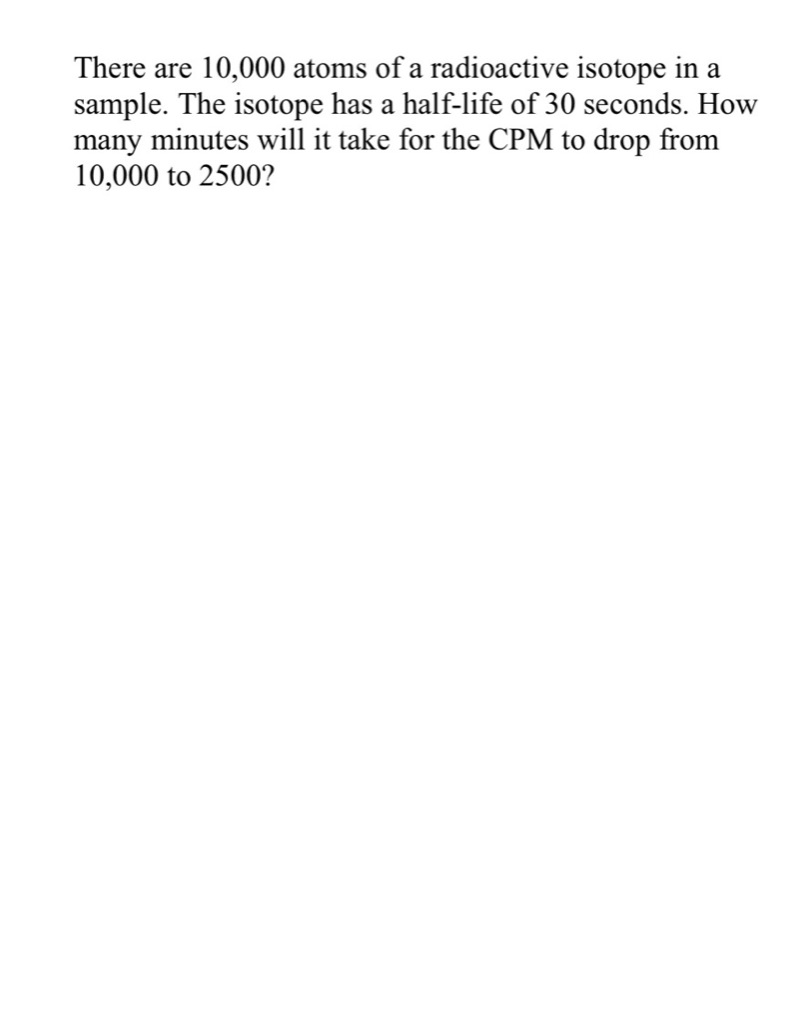 There are 10,000 atoms of a radioactive isotope in a
sample. The isotope has a half-life of 30 seconds. How
many minutes will it take for the CPM to drop from
10,000 to 2500?